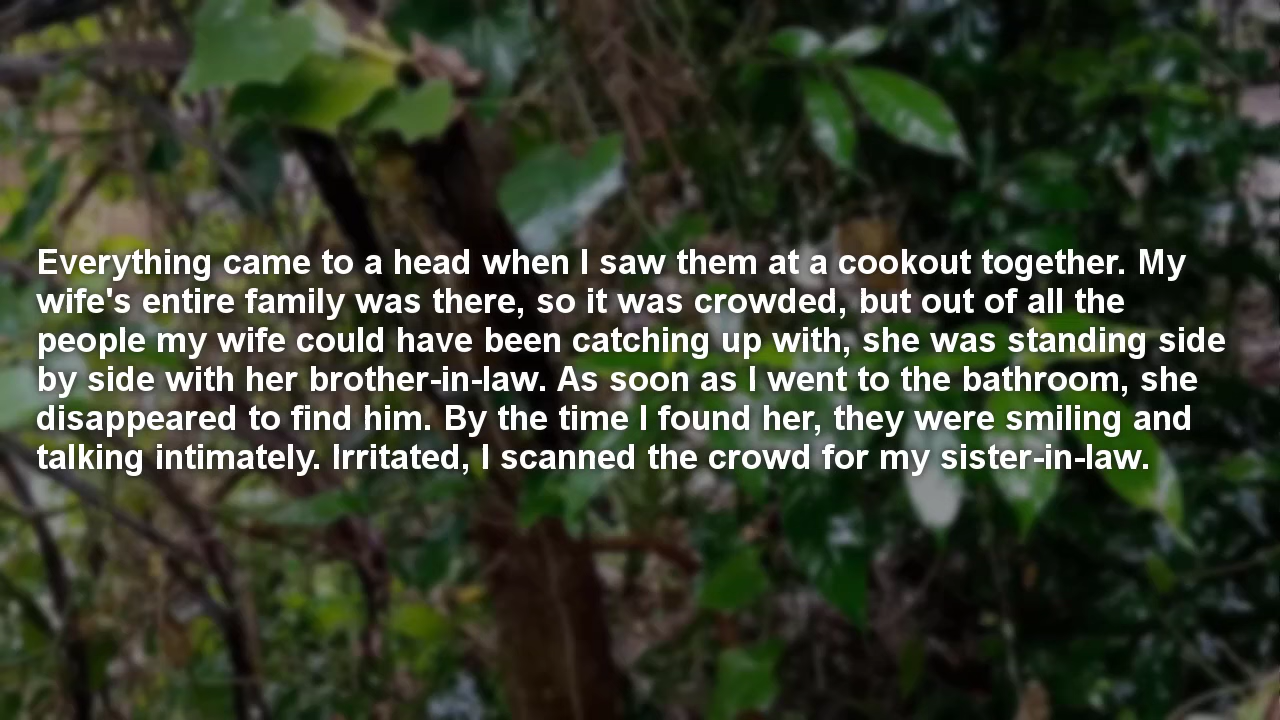 Everything came to a head when I saw them at a cookout together. My
wife's entire family was there, so it was crowded, but out of all the
people my wife could have been catching up with, she was standing side
by side with her brother-in-law. As soon as I went to the bathroom, she
disappeared to find him. By the time I found her, they were smiling and
talking intimately. Irritated, I scanned the crowd for my sister-in-law.